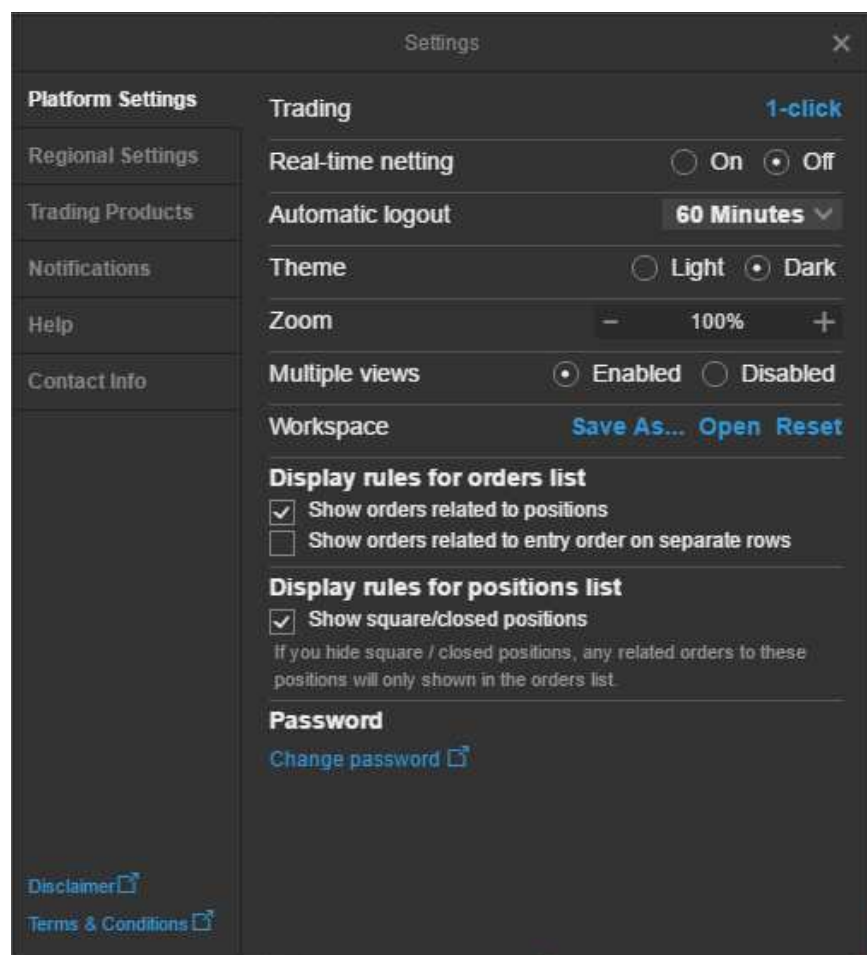 Settings
Platform Settings
Regional Settings
Trading Products
Notifications
Help
Contact Info
Disclaimer
Terms & Conditions
Trading 1-click
Real-time netting On Off
Automatic logout 60 Minutes
Theme Light Dark
Zoom - 100% +
Multiple views Enabled Disabled
Workspace Save As... Open Reset
Display rules for orders list
Show orders related to positions
Show orders related to entry order on separate rows
Display rules for positions list
Show square/closed positions
If you hide square / closed positions, any related orders to these
positions will only shown in the orders list.
Password
Change password